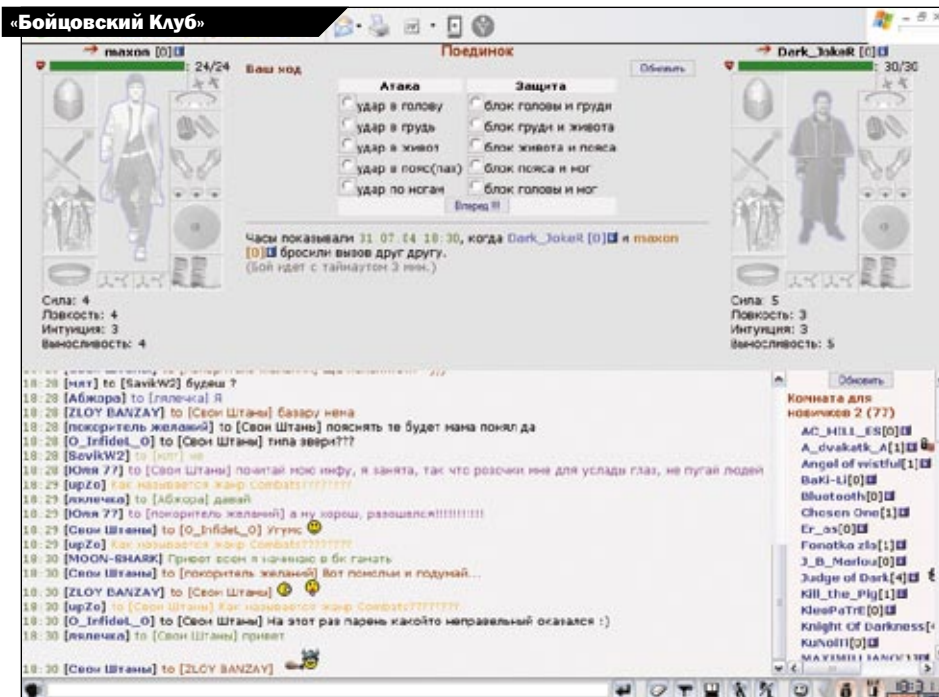 «Бойцовский Клуб»
maxon [0]
Поединок
Dark_JokeR [0]
: 24/24
Ваш ход
Обновить
: 30/30
Атака
Защита
удар в голову
блок головы и груди
удар в грудь
блок груди и живота
удар в живот
блок живота и пояса
удар в пояс(пах)
блок пояса и ног
удар по ногам
блок головы и ног
Вперед !!!
Часы показывали 31.07.04 18:30, когда Dark_JokeR [0] и maxon
[0] бросили вызов друг другу.
(Бой идет с таймаутом 3 мин.)
Сила: 4
Ловкость: 4
Интуиция: 3
Выносливость: 4
Сила: 5
Ловкость: 3
Интуиция: 3
Выносливость: 5
18:28 [нят] to [SavikW2] будеш ?
18:28 [Абжора] to [лялечка] Я
18:28 [ZLOY BANZAY] to [Свои Штаны] базару нема
18:28 [покоритель желаний] to [Свои Штаны] пояснять те будет мама понял да
18:28 [O_InfideL_O] to [Свои Штаны] типа звери???
18:28 [SavikW2] to [нят] не
18:28 [Юля 77] to [Свои Штаны] почитай мою инфу, я занята, так что розочки мне для услады глаз, не пугай людей
18:29 [upZo] Как называется жанр Combats????????
18:29 [лялечка] to [Абжора] давай
18:29 [Юля 77] to [покоритель желаний] а ну хорош, разошелся!!!!!!!!!!
18:29 [Свои Штаны] to [O_InfideL_O] Угумс
18:29 [upZo] Как называется жанр Combats????????
18:30 [MOON-SHARK] Привет всем я начинаю в бк гамать
18:30 [Свои Штаны] to [покоритель желаний] Вот помолчи и подумай...
18:30 [ZLOY BANZAY] to [Свои Штаны]
18:30 [upZo] to [Свои Штаны] Как называется жанр Combats????????
18:30 [O_InfideL_O] to [Свои Штаны] На этот раз парень какойто неправельный оказался :)
18:30 [лялечка] to [Свои Штаны] привет
18:30 [Свои Штаны] to [ZLOY BANZAY]
Обновить
Комната для
новичков 2 (77)
AC_MILL_ES[0]
A_dvakatk_A[1]
Angel of wistful[1]
BaKi-Li[0]
Bluetooth[0]
Chosen One[1]
Er_as[0]
Fanatka zla[1]
J_B_Marlou[0]
Judge of Dark[4]
Kill_the_Pig[1]
KleePaTrE[0]
Knight Of Darkness[
KuNoITi[0]